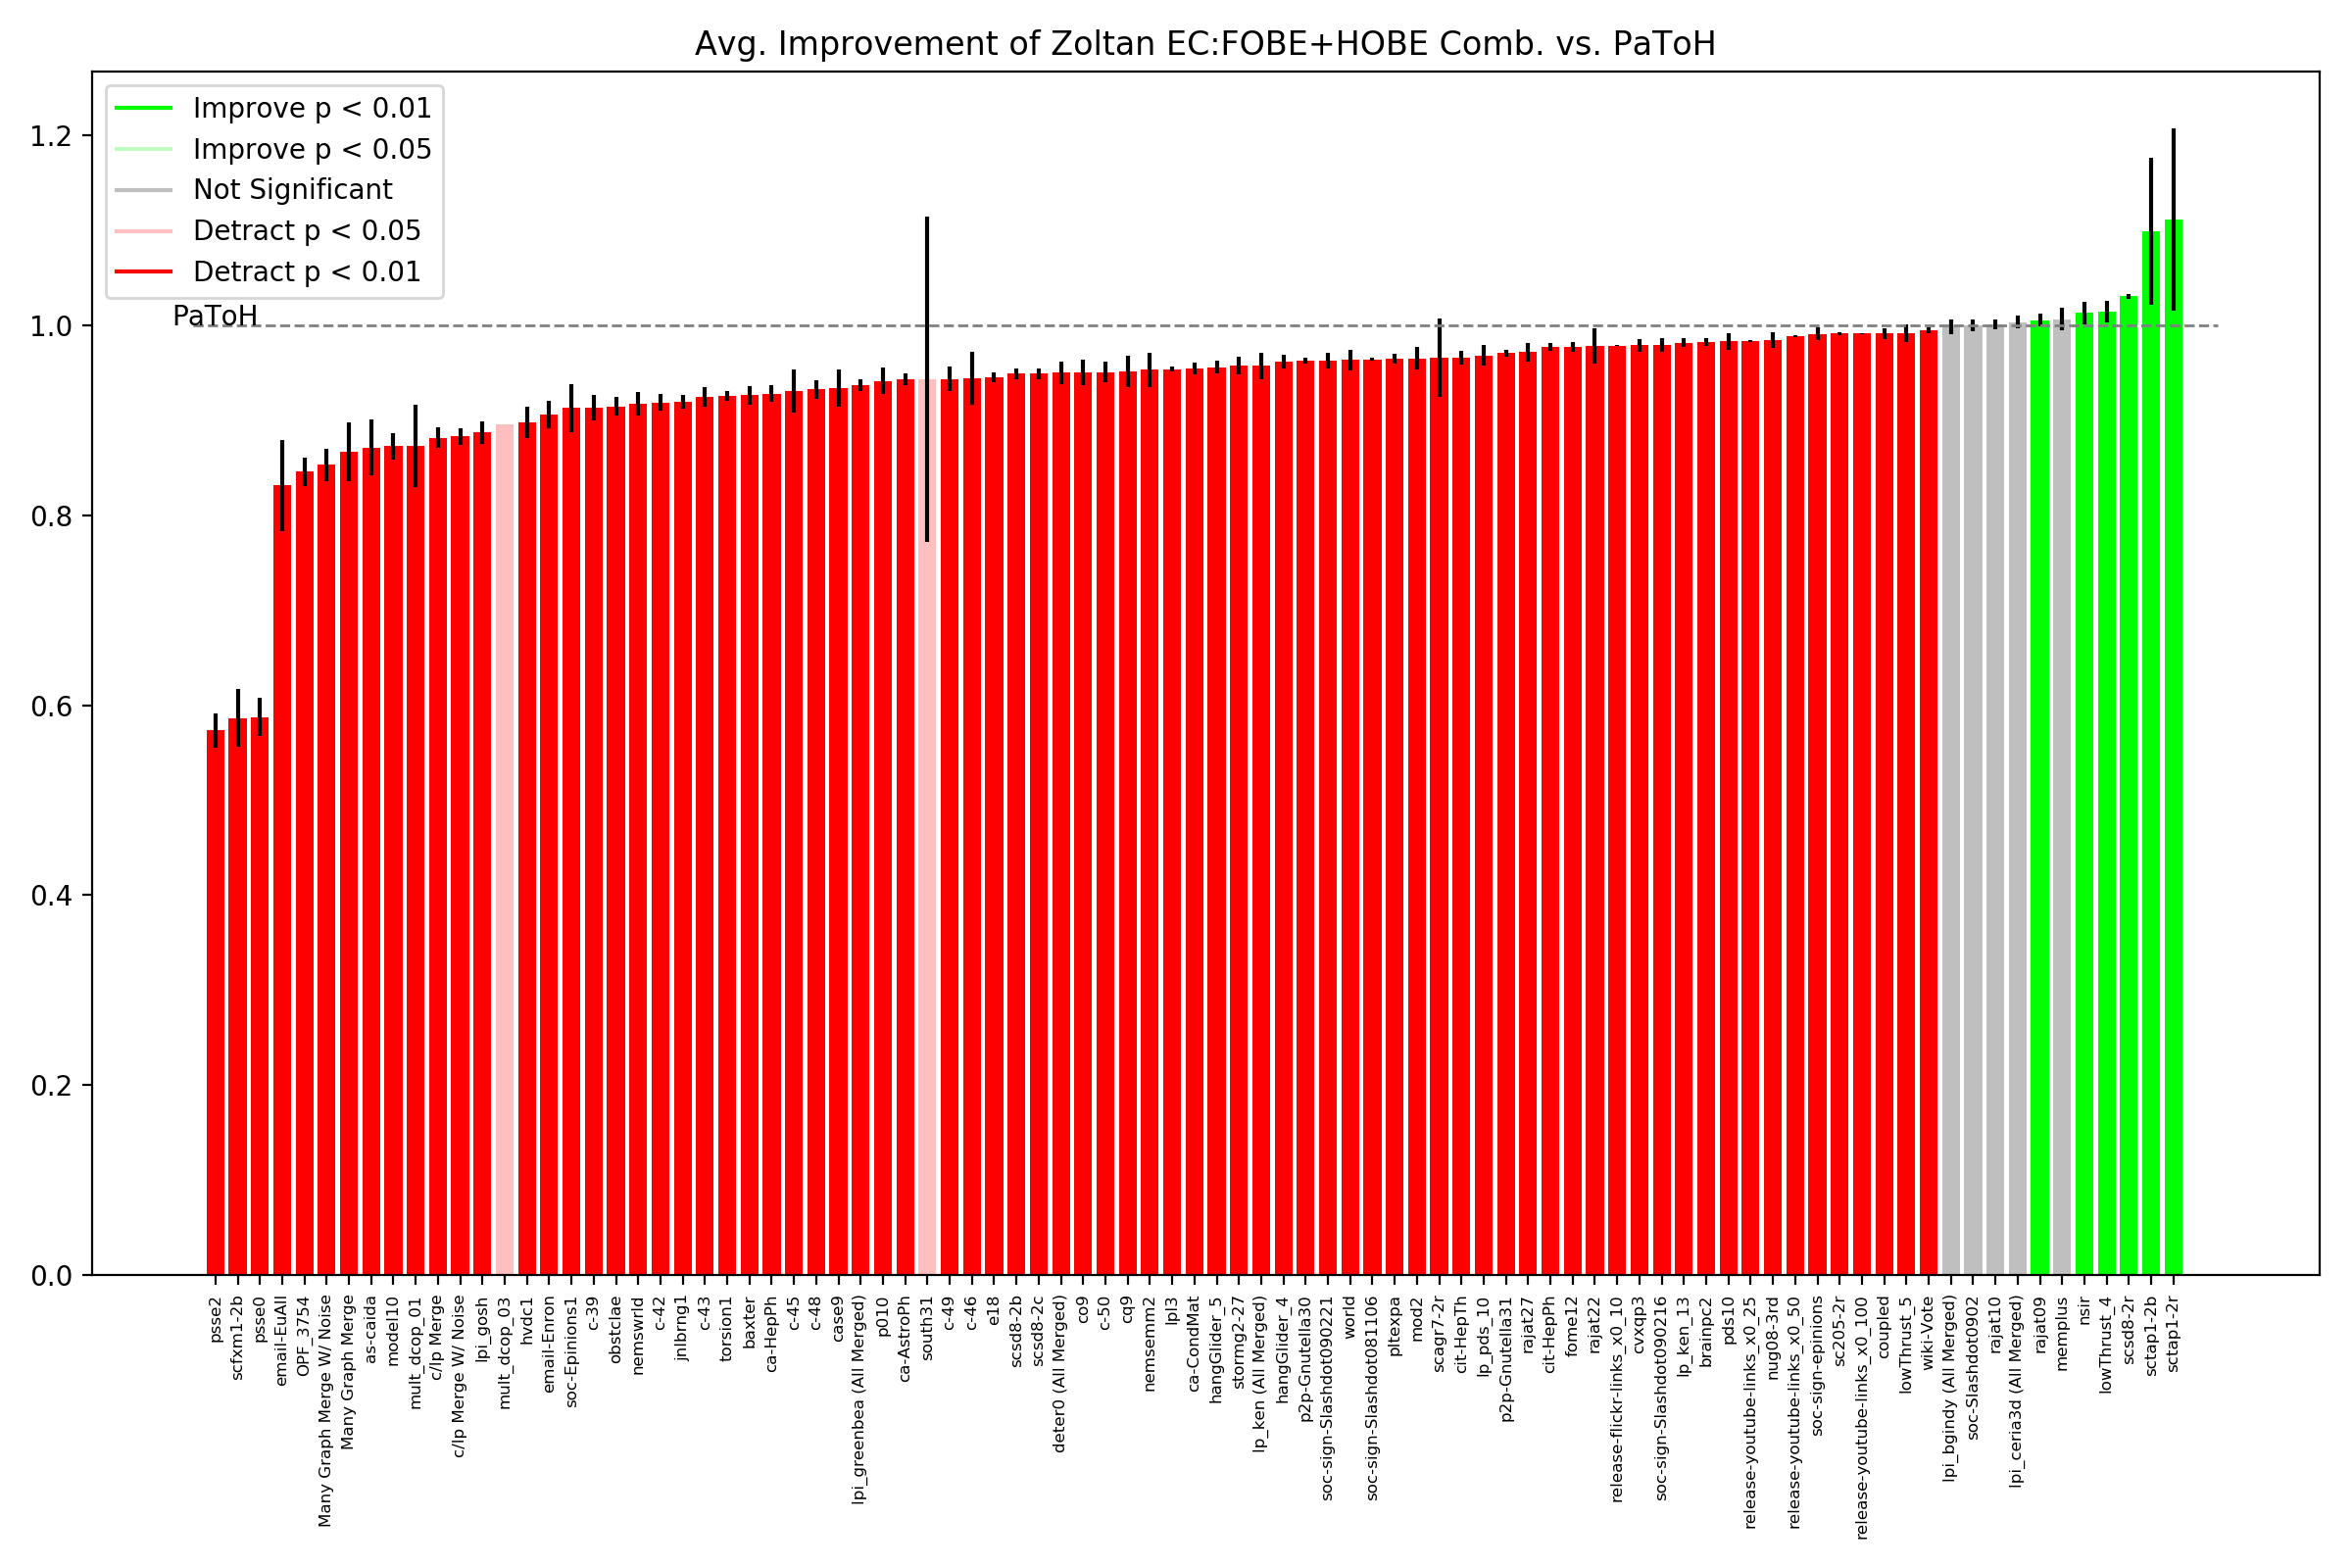 Avg. Improvement of Zoltan EC:FOBE+HOBE Comb. vs. PaToH
Improve p < 0.01
Improve p < 0.05
Not Significant
Detract p < 0.05
Detract p < 0.01
PaToH
1.2
1.0
0.8
0.6
0.4
0.2
0.0
psse2
scfxm1-2b
psse0
email-EuAll
OPF_3754
Many Graph Merge W/ Noise
Many Graph Merge
as-caida
model10
mult_dcop_01
c/lp Merge
c/lp Merge W/ Noise
lpi_gosh
mult_dcop_03
hvdc1
email-Enron
soc-Epinions1
c-39
obstclae
nemswrld
c-42
jnlbrng1
c-43
torsion1
baxter
ca-HepPh
c-45
c-48
case9
lpi_greenbea (All Merged)
p010
ca-AstroPh
south31
c-49
c-46
e18
scsd8-2b
scsd8-2c
deter0 (All Merged)
co9
c-50
cq9
nemsemm2
lpl3
ca-CondMat
hangGlider_5
stormg2-27
lp_ken (All Merged)
hangGlider_4
p2p-Gnutella30
soc-sign-Slashdot090221
world
soc-sign-Slashdot081106
pltexpa
mod2
scagr7-2r
cit-HepTh
lp_pds_10
p2p-Gnutella31
rajat27
cit-HepPh
fome12
rajat22
release-flickr-links_x0_10
cvxqp3
soc-sign-Slashdot090216
lp_ken_13
brainpc2
pds10
release-youtube-links_x0_25
nug08-3rd
release-youtube-links_x0_50
soc-sign-epinions
sc205-2r
release-youtube-links_x0_100
coupled
lowThrust_5
wiki-Vote
lpi_bgindy (All Merged)
soc-Slashdot0902
rajat10
lpi_ceria3d (All Merged)
rajat09
memplus
nsir
lowThrust_4
scsd8-2r
sctap1-2b
sctap1-2r